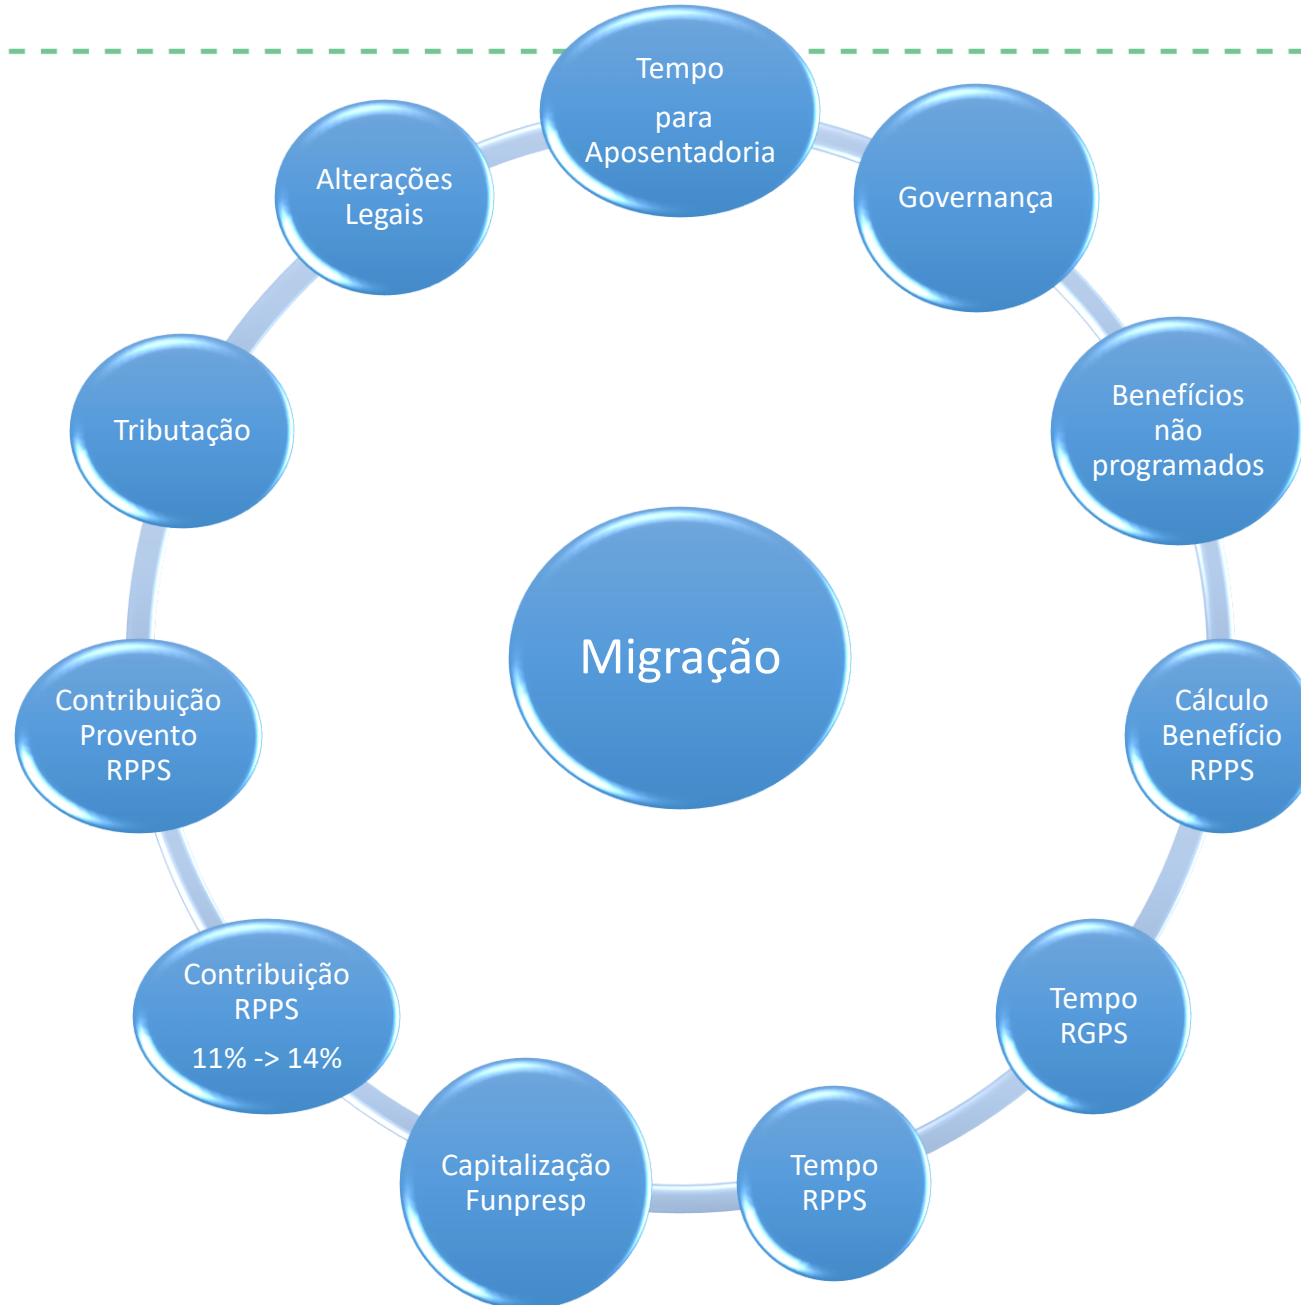 Tempo
para
Aposentadoria
Governança
Benefícios
não
programados
Cálculo
Benefício
RPPS
Tempo
RGPS
Tempo
RPPS
Capitalização
Funpresp
Contribuição
RPPS
11% -> 14%
Contribuição
Provento
RPPS
Tributação
Alterações
Legais
Migração